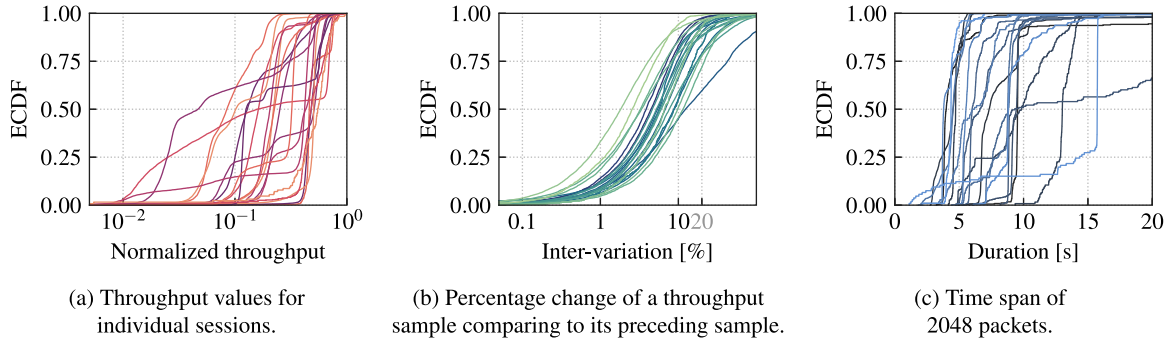 ECDF
1.00
0.75
0.50
0.25
0.00
10⁻² 10⁻¹ 10⁰
Normalized throughput
(a) Throughput values for
individual sessions.
ECDF
1.00
0.75
0.50
0.25
0.00
0.1 1 10 20
Inter-variation [%]
(b) Percentage change of a throughput
sample comparing to its preceding sample.
ECDF
1.00
0.75
0.50
0.25
0.00
0 5 10 15 20
Duration [s]
(c) Time span of
2048 packets.